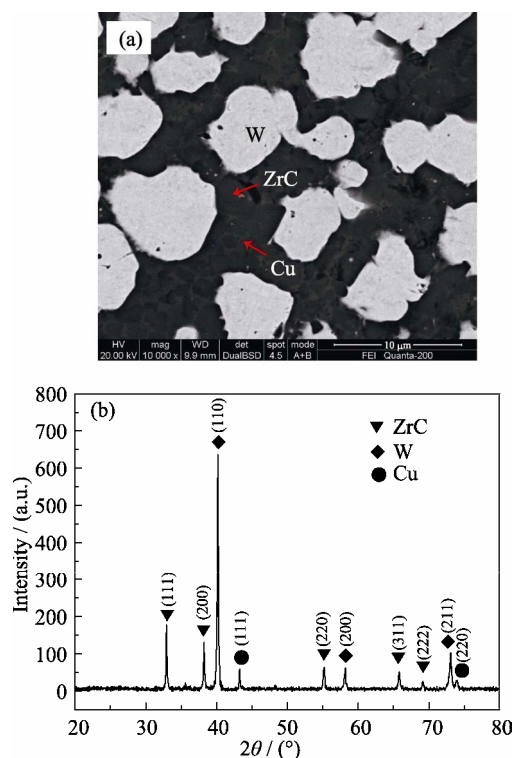 (a)
W
ZrC
Cu
HV mag WD det spot mode 10 μm
20.00 kV 10 000 x 9.9 mm DualBSD 4.5 A+B FEI Quanta-200
(b)
ZrC
W
Cu
(111)
(200)
(110)
(111)
(220)
(200)
(311)
(222)
(211)
(220)
Intensity / (a.u.)
800
700
600
500
400
300
200
100
0
20 30 40 50 60 70 80
2θ / (°)